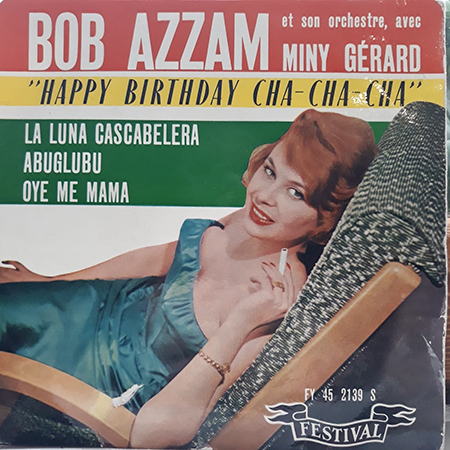 BOB AZZAM et son orchestre, avec
MINY GÉRARD
"HAPPY BIRTHDAY CHA-CHA-CHA"
LA LUNA CASCABELERA
ABUGLUBU
OYE ME MAMA
FY 45 2139 S
FESTIVAL